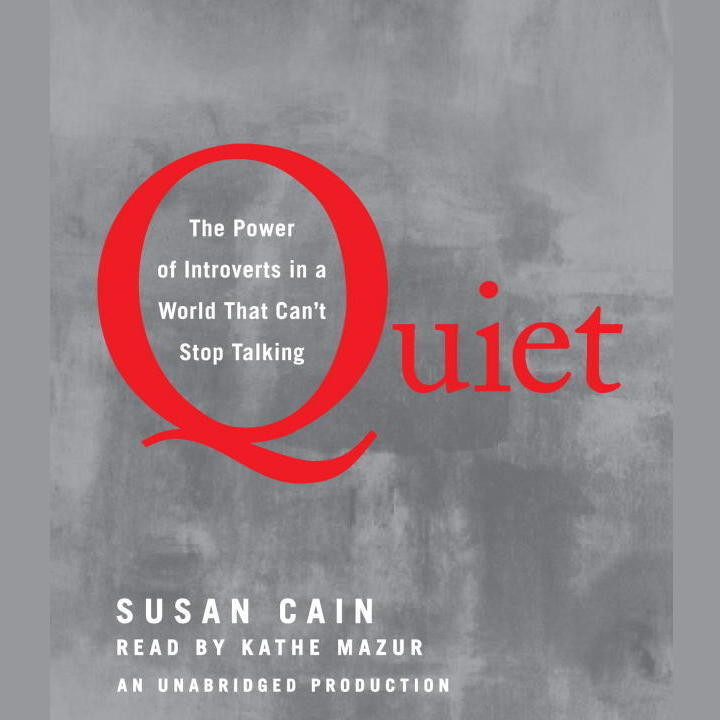 Quiet
The Power
of Introverts in a
World That Can't
Stop Talking
SUSAN CAIN
READ BY KATHE MAZUR
AN UNABRIDGED PRODUCTION